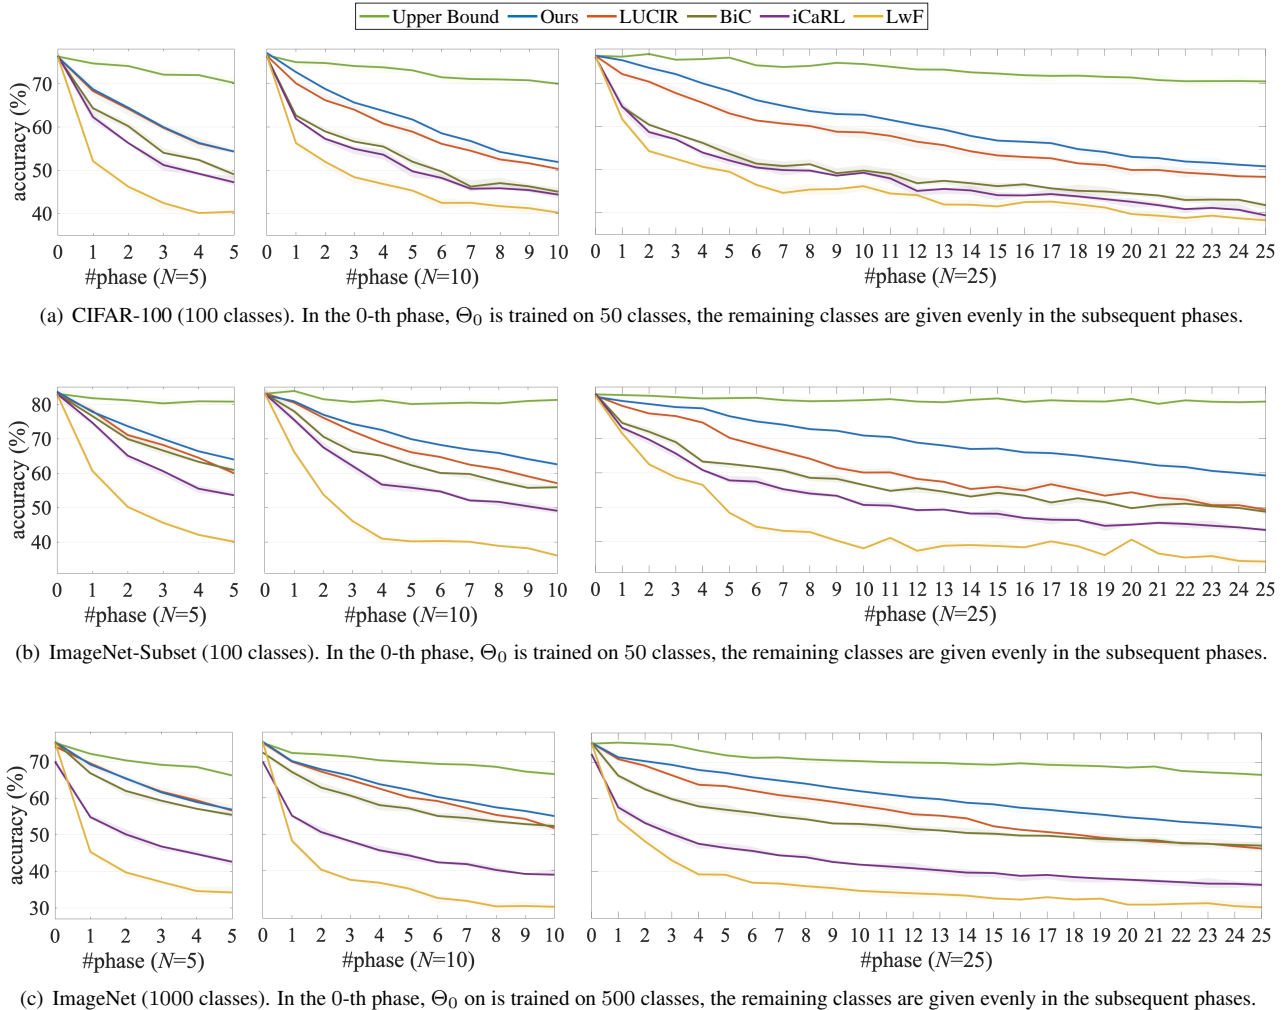 Upper Bound Ours LUCIR BiC iCaRL LwF
accuracy (%)
70
60
50
40
0 1 2 3 4 5
#phase (N=5)
0 1 2 3 4 5 6 7 8 9 10
#phase (N=10)
0 1 2 3 4 5 6 7 8 9 10 11 12 13 14 15 16 17 18 19 20 21 22 23 24 25
#phase (N=25)
(a) CIFAR-100 (100 classes). In the 0-th phase, Θ₀ is trained on 50 classes, the remaining classes are given evenly in the subsequent phases.
accuracy (%)
80
70
60
50
40
0 1 2 3 4 5
#phase (N=5)
0 1 2 3 4 5 6 7 8 9 10
#phase (N=10)
0 1 2 3 4 5 6 7 8 9 10 11 12 13 14 15 16 17 18 19 20 21 22 23 24 25
#phase (N=25)
(b) ImageNet-Subset (100 classes). In the 0-th phase, Θ₀ is trained on 50 classes, the remaining classes are given evenly in the subsequent phases.
accuracy (%)
70
60
50
40
30
0 1 2 3 4 5
#phase (N=5)
0 1 2 3 4 5 6 7 8 9 10
#phase (N=10)
0 1 2 3 4 5 6 7 8 9 10 11 12 13 14 15 16 17 18 19 20 21 22 23 24 25
#phase (N=25)
(c) ImageNet (1000 classes). In the 0-th phase, Θ₀ on is trained on 500 classes, the remaining classes are given evenly in the subsequent phases.